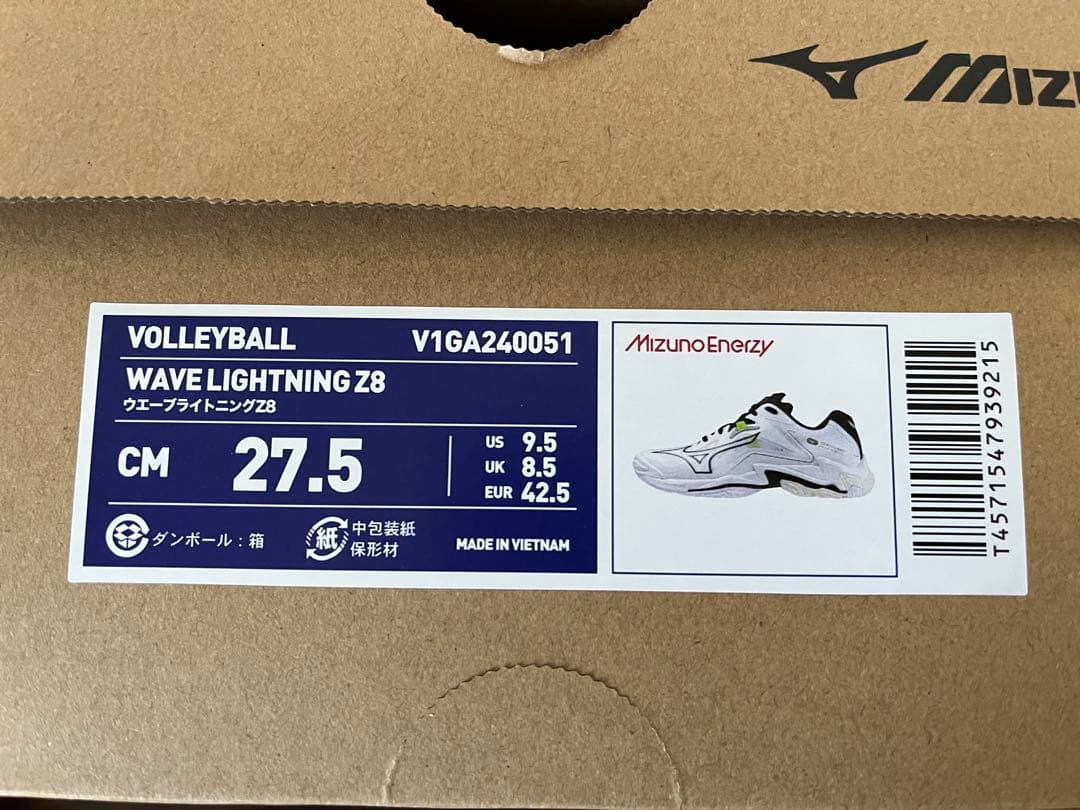 MIZU
VOLLEYBALL V1GA240051
WAVE LIGHTNING Z8
ウエーブライトニングZ8
CM 27.5
US 9.5
UK 8.5
EUR 42.5
ダンボール：箱
紙 中包装紙
保形材
MADE IN VIETNAM
MIZUNO ENERZY
T4571547939215